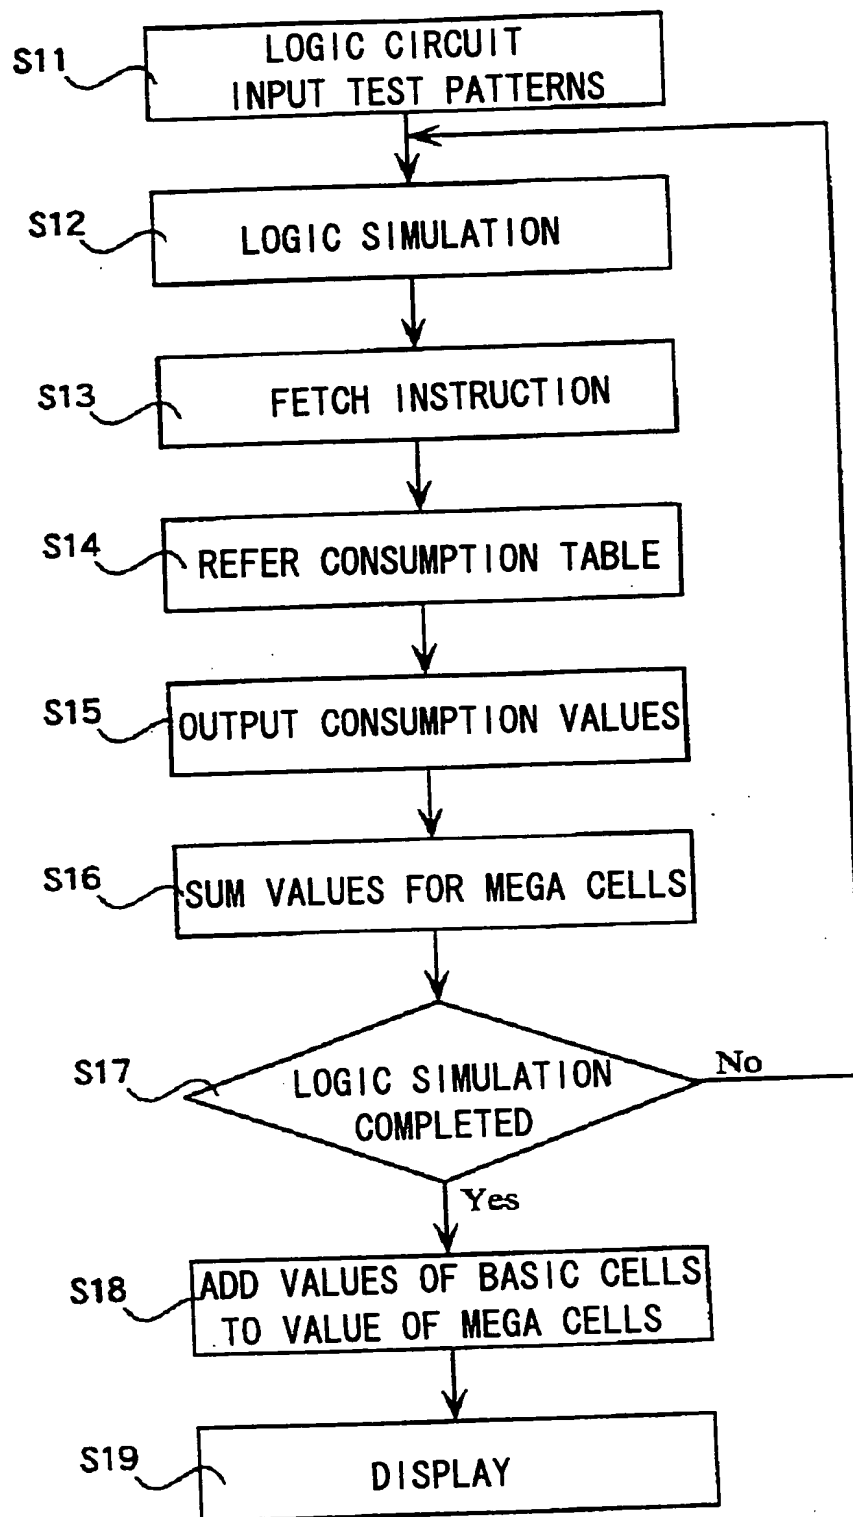 S11
LOGIC CIRCUIT
INPUT TEST PATTERNS
S12
LOGIC SIMULATION
S13
FETCH INSTRUCTION
S14
REFER CONSUMPTION TABLE
S15
OUTPUT CONSUMPTION VALUES
S16
SUM VALUES FOR MEGA CELLS
S17
LOGIC SIMULATION
COMPLETED
No
Yes
S18
ADD VALUES OF BASIC CELLS
TO VALUE OF MEGA CELLS
S19
DISPLAY